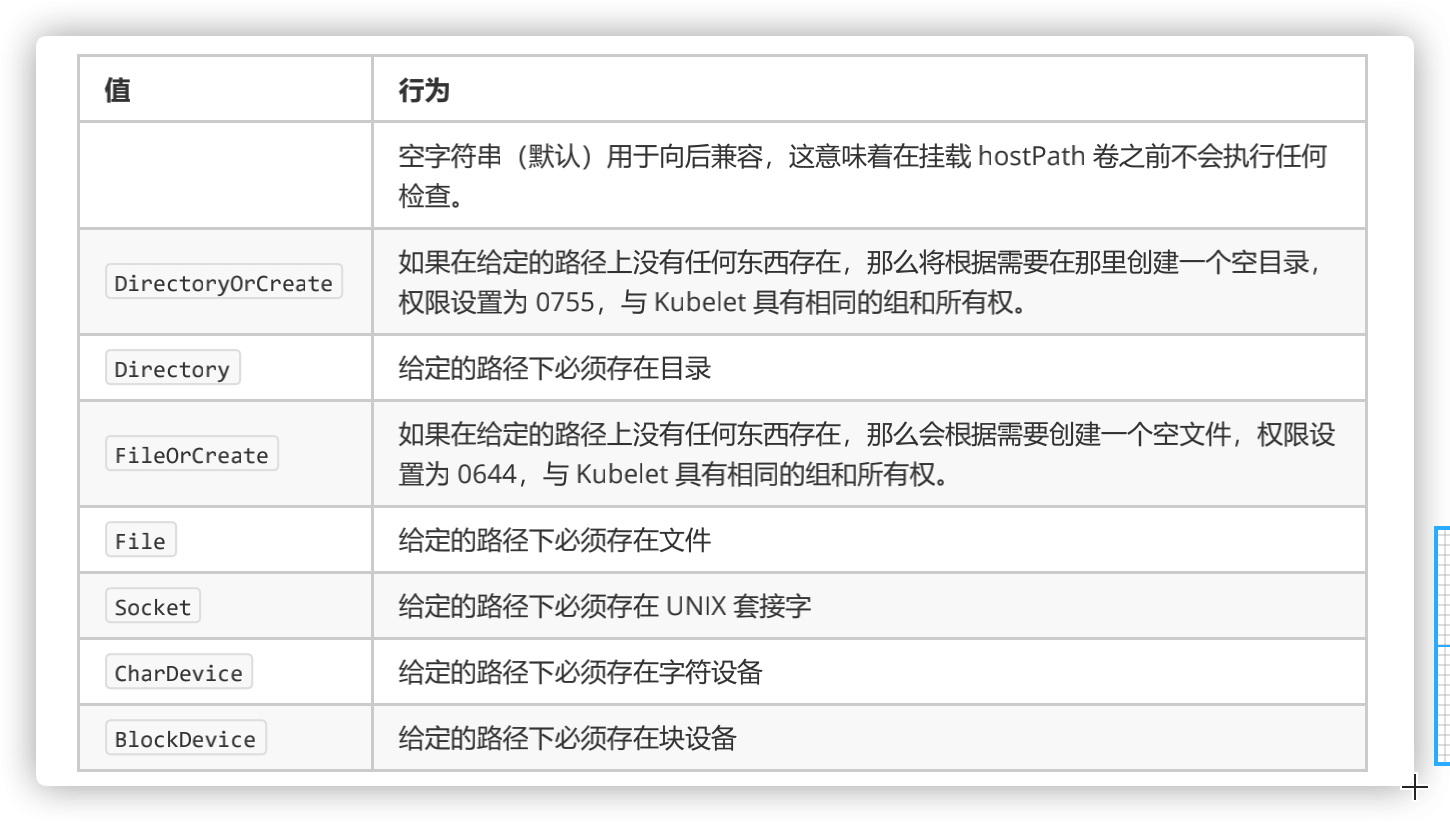 值 行为
空字符串（默认）用于向后兼容，这意味着在挂载 hostPath 卷之前不会执行任何
检查。
DirectoryOrCreate
如果在给定的路径上没有任何东西存在，那么将根据需要在那里创建一个空目录，
权限设置为 0755，与 Kubelet 具有相同的组和所有权。
Directory 给定的路径下必须存在目录
FileOrCreate
如果在给定的路径上没有任何东西存在，那么会根据需要创建一个空文件，权限设
置为 0644，与 Kubelet 具有相同的组和所有权。
File 给定的路径下必须存在文件
Socket 给定的路径下必须存在 UNIX 套接字
CharDevice 给定的路径下必须存在字符设备
BlockDevice 给定的路径下必须存在块设备